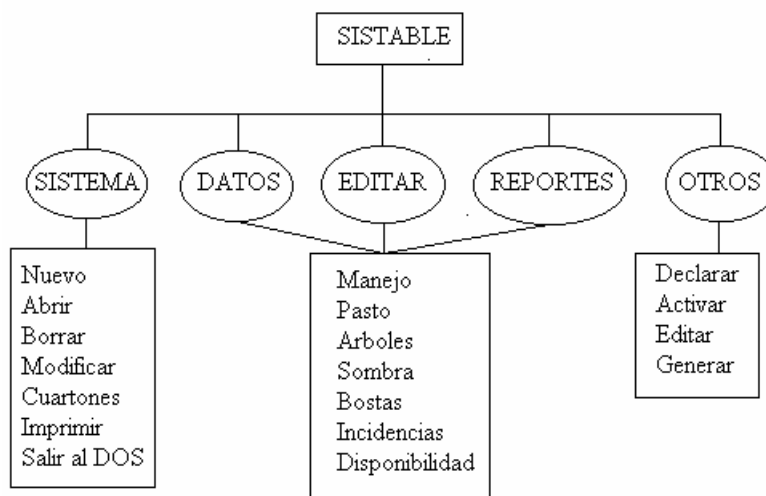 SISTABLE
SISTEMA DATOS EDITAR REPORTES OTROS
Nuevo
Abrir
Borrar
Modificar
Cuartones
Imprimir
Salir al DOS
Manejo
Pasto
Arboles
Sombra
Bostas
Incidencias
Disponibilidad
Declarar
Activar
Editar
Generar